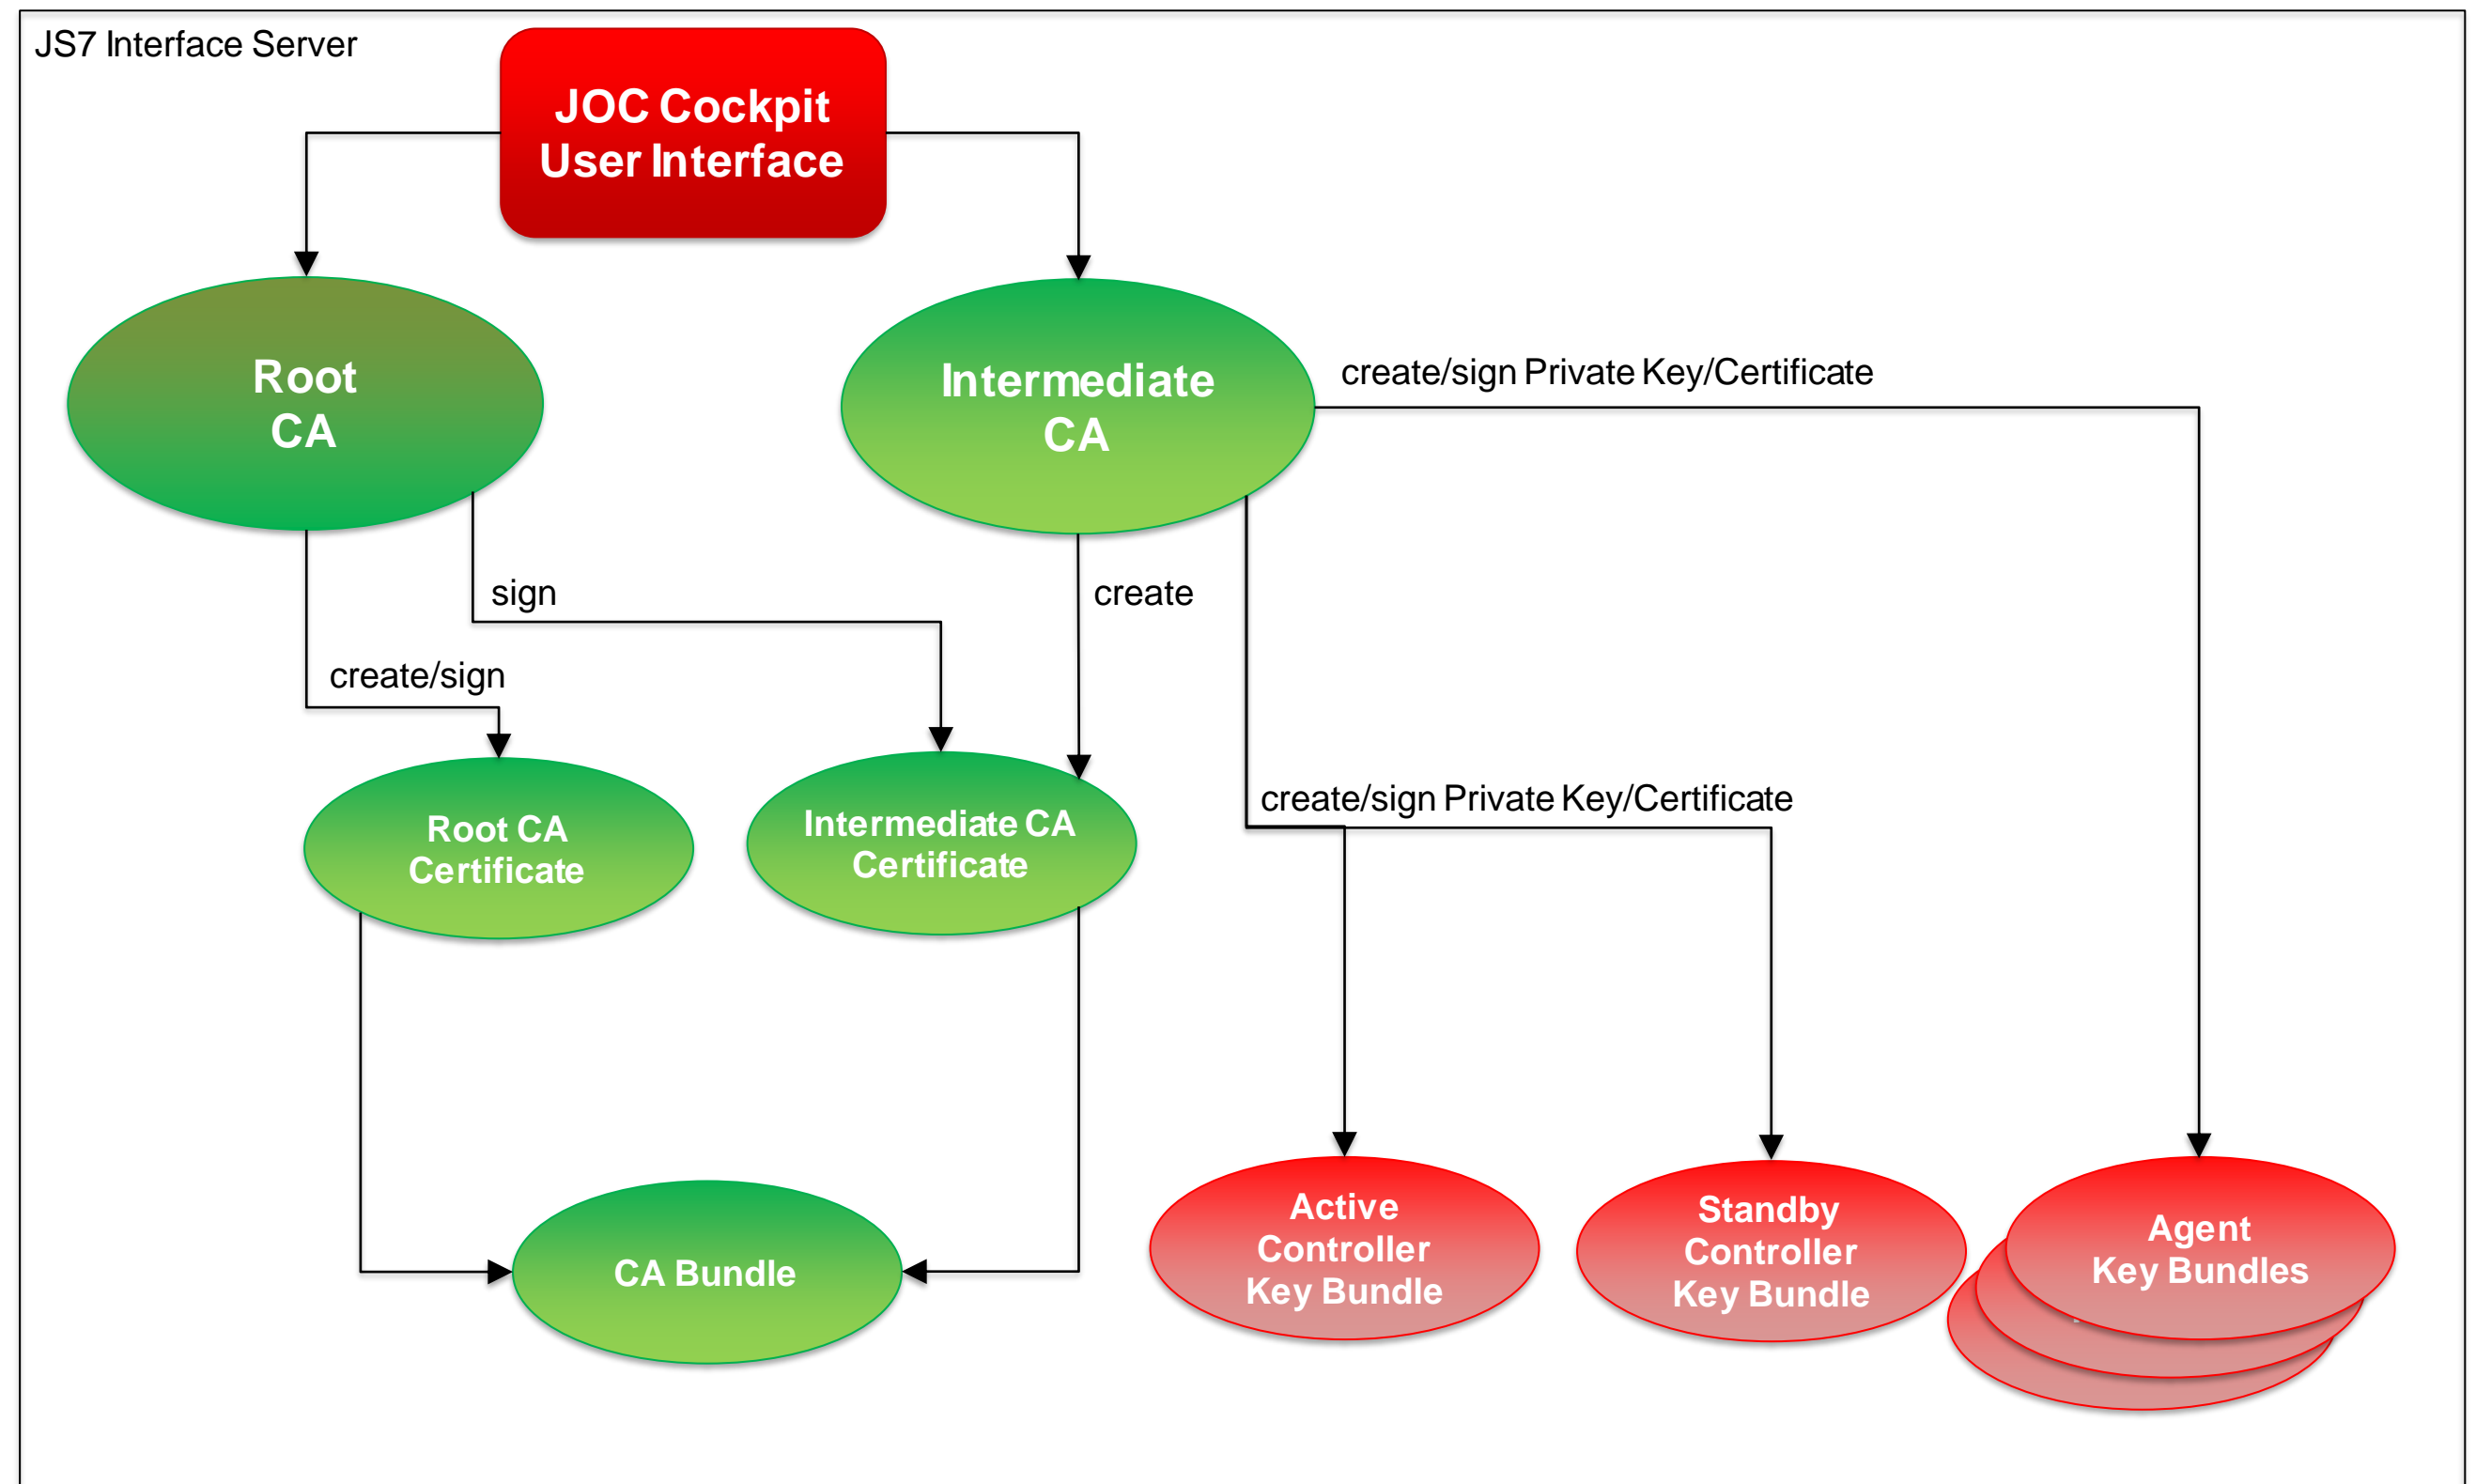 JS7 Interface Server
JOC Cockpit
User Interface
Root
CA
Intermediate
CA
create/sign Private Key/Certificate
sign
create
create/sign
Root CA
Certificate
Intermediate CA
Certificate
create/sign Private Key/Certificate
CA Bundle
Active
Controller
Key Bundle
Standby
Controller
Key Bundle
Agent
Key Bundles